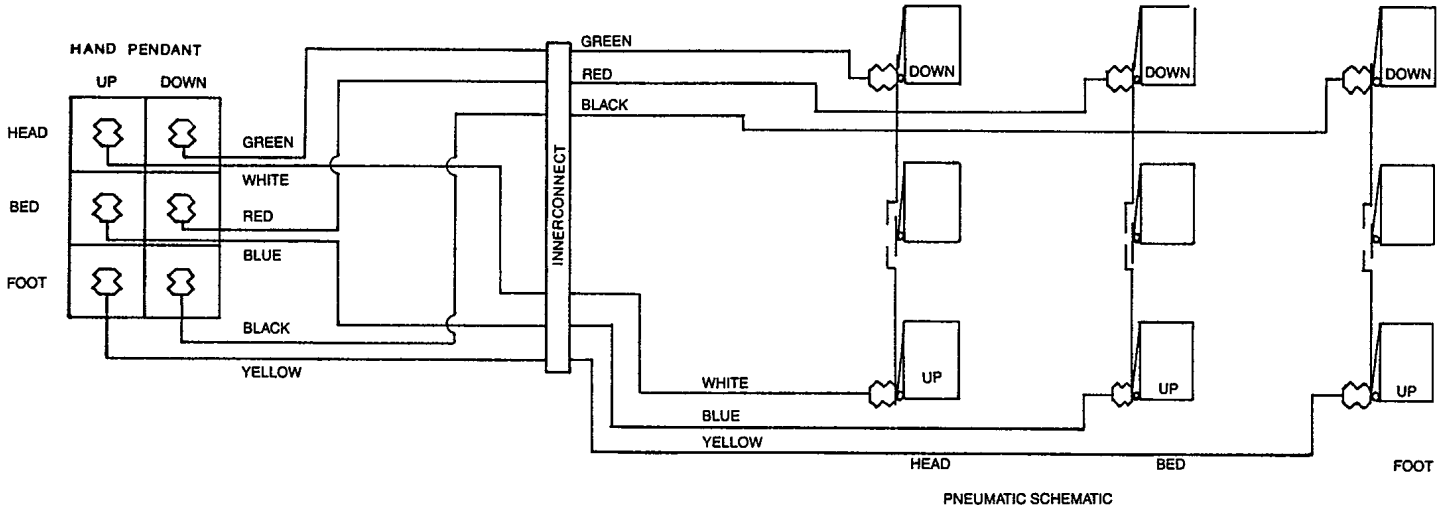 HAND PENDANT
UP DOWN
HEAD
BED
FOOT
GREEN
WHITE
RED
BLUE
BLACK
YELLOW
INNERCONNECT
GREEN
RED
BLACK
DOWN
DOWN
DOWN
WHITE
BLUE
YELLOW
UP
UP
UP
HEAD
BED
FOOT
PNEUMATIC SCHEMATIC